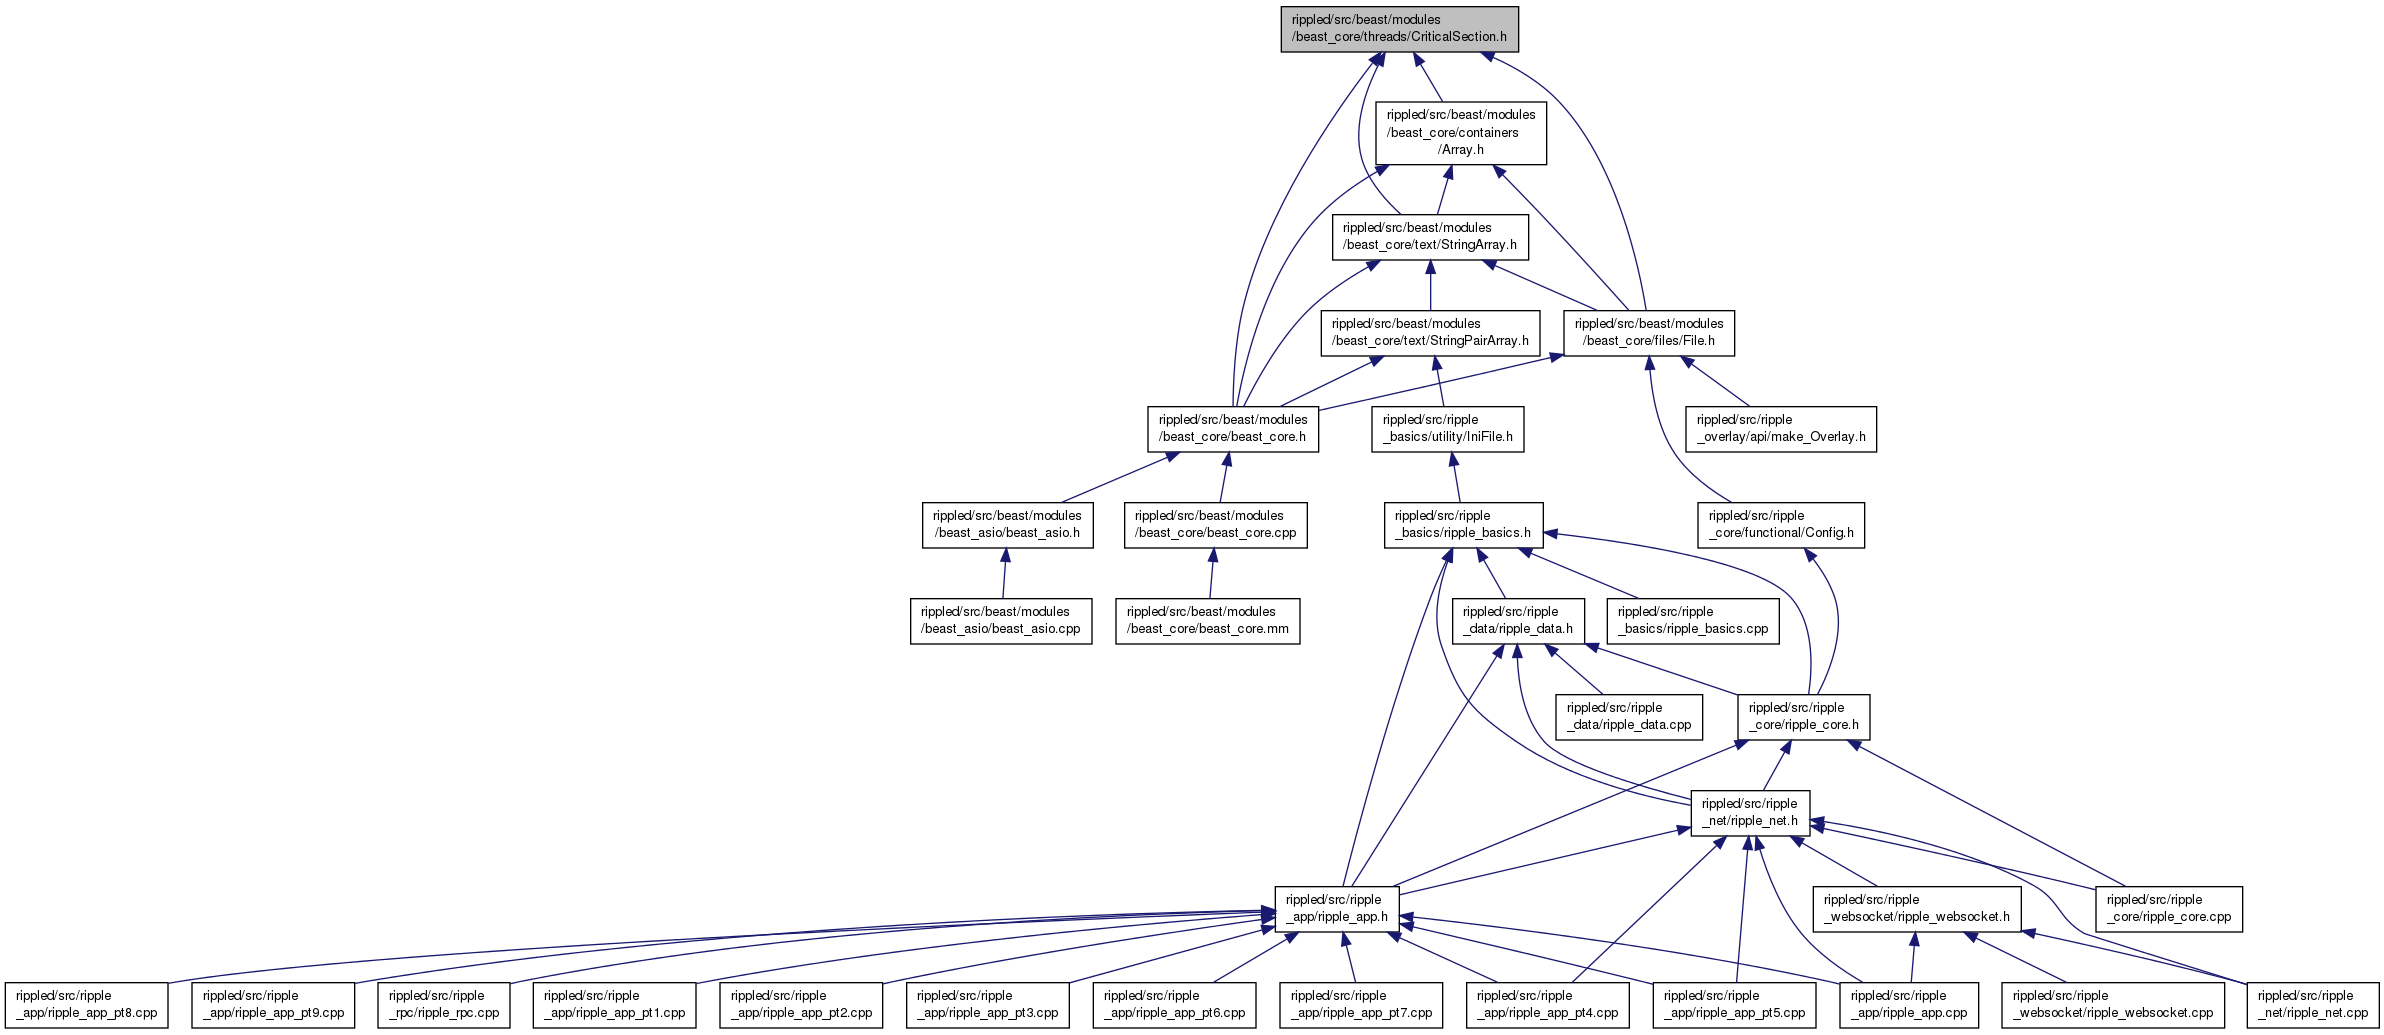 rippled/src/beast/modules
/beast_core/threads/CriticalSection.h
rippled/src/beast/modules
/beast_core/containers
/Array.h
rippled/src/beast/modules
/beast_core/text/StringArray.h
rippled/src/beast/modules
/beast_core/text/StringPairArray.h
rippled/src/beast/modules
/beast_core/files/File.h
rippled/src/beast/modules
/beast_core/beast_core.h
rippled/src/ripple
_basics/utility/IniFile.h
rippled/src/ripple
_overlay/api/make_Overlay.h
rippled/src/beast/modules
/beast_asio/beast_asio.h
rippled/src/beast/modules
/beast_core/beast_core.cpp
rippled/src/ripple
_basics/ripple_basics.h
rippled/src/ripple
_core/functional/Config.h
rippled/src/beast/modules
/beast_asio/beast_asio.cpp
rippled/src/beast/modules
/beast_core/beast_core.mm
rippled/src/ripple
_data/ripple_data.h
rippled/src/ripple
_basics/ripple_basics.cpp
rippled/src/ripple
_data/ripple_data.cpp
rippled/src/ripple
_core/ripple_core.h
rippled/src/ripple
_net/ripple_net.h
rippled/src/ripple
_app/ripple_app.h
rippled/src/ripple
_websocket/ripple_websocket.h
rippled/src/ripple
_core/ripple_core.cpp
rippled/src/ripple
_app/ripple_app_pt8.cpp
rippled/src/ripple
_app/ripple_app_pt9.cpp
rippled/src/ripple
_rpc/ripple_rpc.cpp
rippled/src/ripple
_app/ripple_app_pt1.cpp
rippled/src/ripple
_app/ripple_app_pt2.cpp
rippled/src/ripple
_app/ripple_app_pt3.cpp
rippled/src/ripple
_app/ripple_app_pt6.cpp
rippled/src/ripple
_app/ripple_app_pt7.cpp
rippled/src/ripple
_app/ripple_app_pt4.cpp
rippled/src/ripple
_app/ripple_app_pt5.cpp
rippled/src/ripple
_app/ripple_app.cpp
rippled/src/ripple
_websocket/ripple_websocket.cpp
rippled/src/ripple
_net/ripple_net.cpp